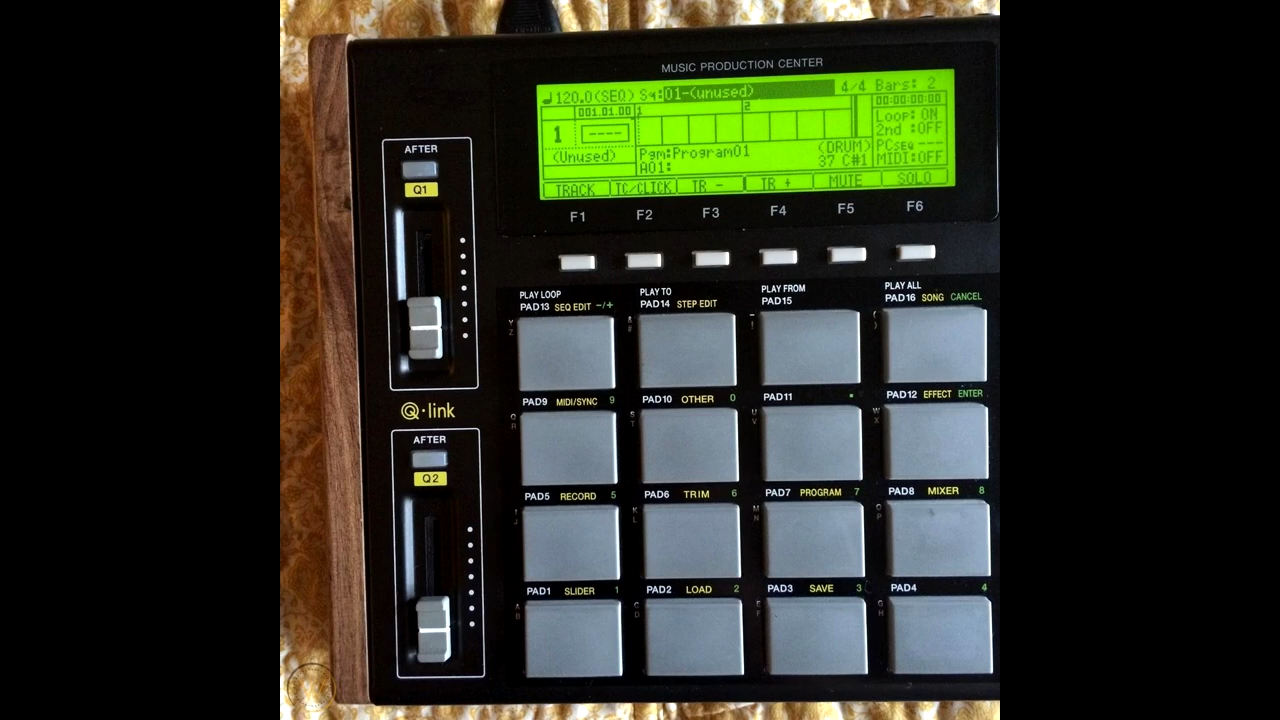 MUSIC PRODUCTION CENTER
♩120.0(SEQ) Sq:01-(unused) 4/4 Bars: 2
001.01.00 1 2 00:00:00:00
1 ---- Loop: ON
2nd :OFF
(Unused) Pgm:Program01 (DRUM) PCSEQ ---
A01: 37 C#1 MIDI:OFF
TRACK TC/CLICK TR - TR + MUTE SOLO
F1 F2 F3 F4 F5 F6
AFTER
Q1
Q·link
AFTER
Q2
PLAY LOOP PLAY TO PLAY FROM PLAY ALL
PAD13 SEQ EDIT -/+ PAD14 STEP EDIT PAD15 PAD16 SONG CANCEL
Y
Z
PAD9 MIDI/SYNC 9 PAD10 OTHER 0 PAD11 . PAD12 EFFECT ENTER
Q R S T U V W X
PAD5 RECORD 5 PAD6 TRIM 6 PAD7 PROGRAM 7 PAD8 MIXER 8
I J K L M N O P
PAD1 SLIDER 1 PAD2 LOAD 2 PAD3 SAVE 3 PAD4 4
A B C D E F G H